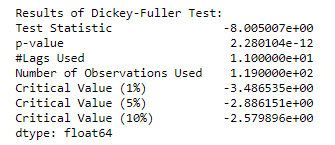 Results of Dickey-Fuller Test:
Test Statistic -8.005007e+00
p-value 2.280104e-12
#Lags Used 1.100000e+01
Number of Observations Used 1.190000e+02
Critical Value (1%) -3.486535e+00
Critical Value (5%) -2.886151e+00
Critical Value (10%) -2.579896e+00
dtype: float64